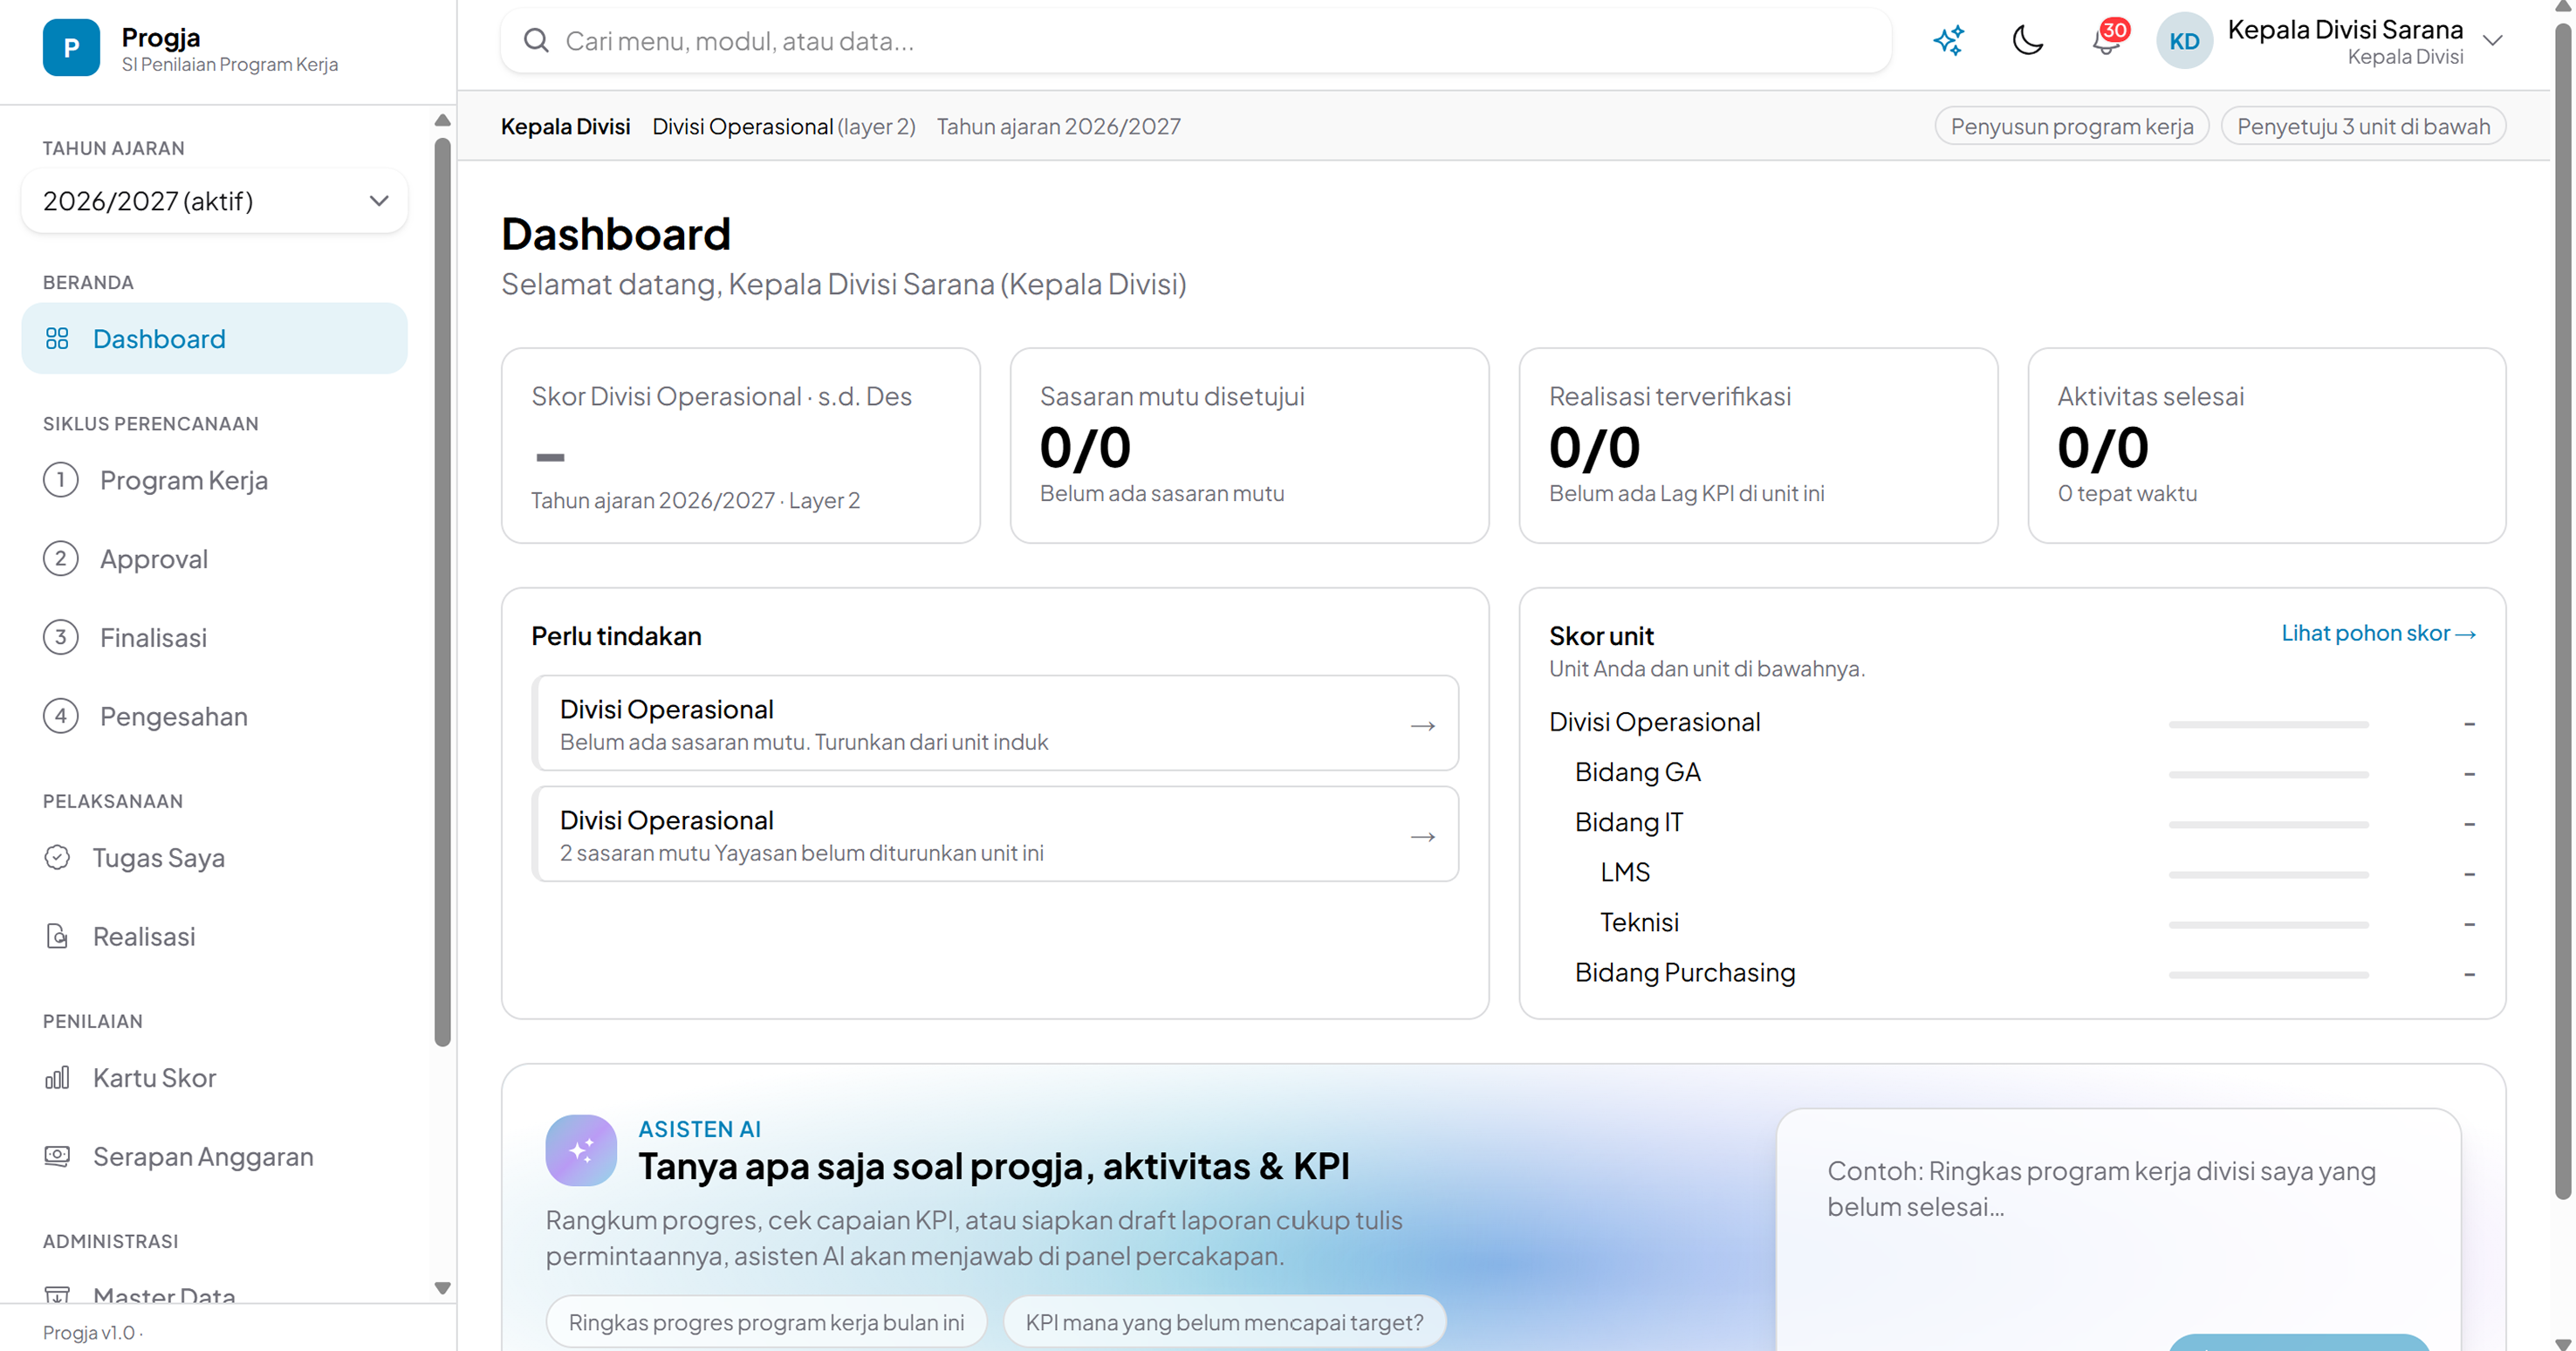 P
Progja
SI Penilaian Program Kerja
Cari menu, modul, atau data...
30
KD
Kepala Divisi Sarana
Kepala Divisi
TAHUN AJARAN
2026/2027 (aktif)
BERANDA
Dashboard
SIKLUS PERENCANAAN
1 Program Kerja
2 Approval
3 Finalisasi
4 Pengesahan
PELAKSANAAN
Tugas Saya
Realisasi
PENILAIAN
Kartu Skor
Serapan Anggaran
ADMINISTRASI
Master Data
Progja v1.0 ·
Kepala Divisi Divisi Operasional (layer 2) Tahun ajaran 2026/2027
Penyusun program kerja
Penyetuju 3 unit di bawah
Dashboard
Selamat datang, Kepala Divisi Sarana (Kepala Divisi)
Skor Divisi Operasional · s.d. Des
–
Tahun ajaran 2026/2027 · Layer 2
Sasaran mutu disetujui
0/0
Belum ada sasaran mutu
Realisasi terverifikasi
0/0
Belum ada Lag KPI di unit ini
Aktivitas selesai
0/0
0 tepat waktu
Perlu tindakan
Divisi Operasional
Belum ada sasaran mutu. Turunkan dari unit induk
→
Divisi Operasional
2 sasaran mutu Yayasan belum diturunkan unit ini
→
Skor unit
Lihat pohon skor →
Unit Anda dan unit di bawahnya.
Divisi Operasional –
Bidang GA –
Bidang IT –
LMS –
Teknisi –
Bidang Purchasing –
ASISTEN AI
Tanya apa saja soal progja, aktivitas & KPI
Rangkum progres, cek capaian KPI, atau siapkan draft laporan cukup tulis
permintaannya, asisten AI akan menjawab di panel percakapan.
Ringkas progres program kerja bulan ini
KPI mana yang belum mencapai target?
Contoh: Ringkas program kerja divisi saya yang
belum selesai...